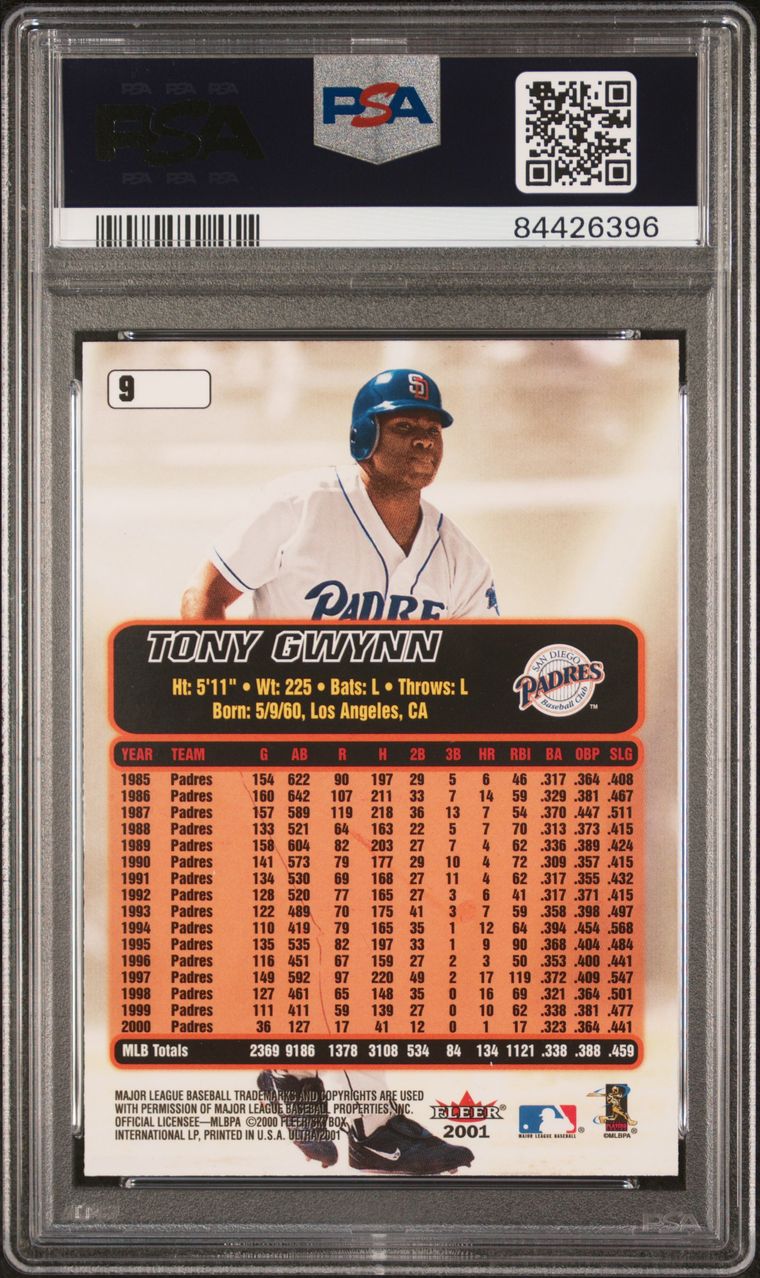 PSA PSA PSA
PSA
PSA PSA PSA
PSA
84426396
9
SD
PADRE
TONY GWYNN
Ht: 5'11" • Wt: 225 • Bats: L • Throws: L
Born: 5/9/60, Los Angeles, CA
SAN DIEGO
PADRES
Baseball Club
TM
YEAR TEAM G AB R H 2B 3B HR RBI BA OBP SLG
1985 Padres 154 622 90 197 29 5 6 46 .317 .364 .408
1986 Padres 160 642 107 211 33 7 14 59 .329 .381 .467
1987 Padres 157 589 119 218 36 13 7 54 .370 .447 .511
1988 Padres 133 521 64 163 22 5 7 70 .313 .373 .415
1989 Padres 158 604 82 203 27 7 4 62 .336 .389 .424
1990 Padres 141 573 79 177 29 10 4 72 .309 .357 .415
1991 Padres 134 530 69 168 27 11 4 62 .317 .355 .432
1992 Padres 128 520 77 165 27 3 6 41 .317 .371 .415
1993 Padres 122 489 70 175 41 3 7 59 .358 .398 .497
1994 Padres 110 419 79 165 35 1 12 64 .394 .454 .568
1995 Padres 135 535 82 197 33 1 9 90 .368 .404 .484
1996 Padres 116 451 67 159 27 2 3 50 .353 .400 .441
1997 Padres 149 592 97 220 49 2 17 119 .372 .409 .547
1998 Padres 127 461 65 148 35 0 16 69 .321 .364 .501
1999 Padres 111 411 59 139 27 0 10 62 .338 .381 .477
2000 Padres 36 127 17 41 12 0 1 17 .323 .364 .441
MLB Totals 2369 9186 1378 3108 534 84 134 1121 .338 .388 .459
MAJOR LEAGUE BASEBALL TRADEMARKS AND COPYRIGHTS ARE USED
WITH PERMISSION OF MAJOR LEAGUE BASEBALL PROPERTIES, INC.
OFFICIAL LICENSEE—MLBPA ©2000 FLEER/SKYBOX
INTERNATIONAL LP, PRINTED IN U.S.A. ULTRA 2001
FLEER®
2001
MAJOR LEAGUE BASEBALL ®
PLAYERS
®
©MLBPA
PSA